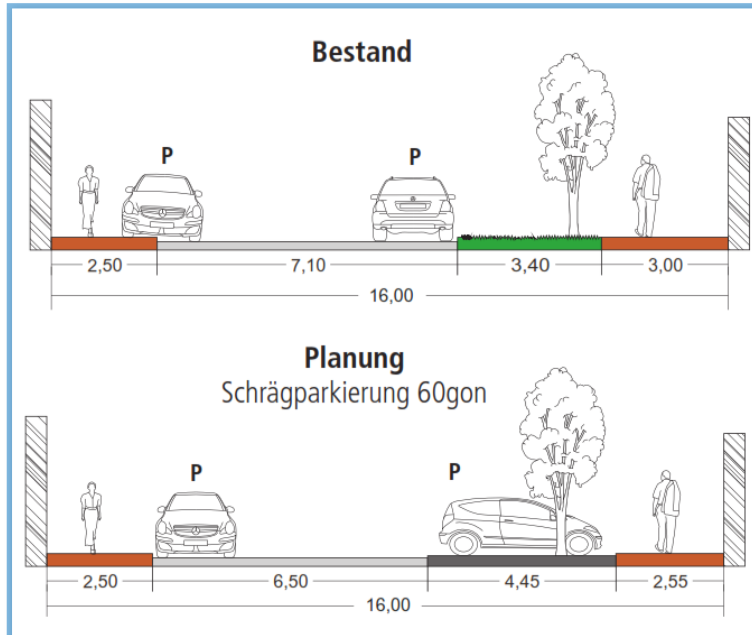 Bestand
P P
2,50 7,10 3,40 3,00
16,00
Planung
Schrägparkierung 60gon
P P
2,50 6,50 4,45 2,55
16,00